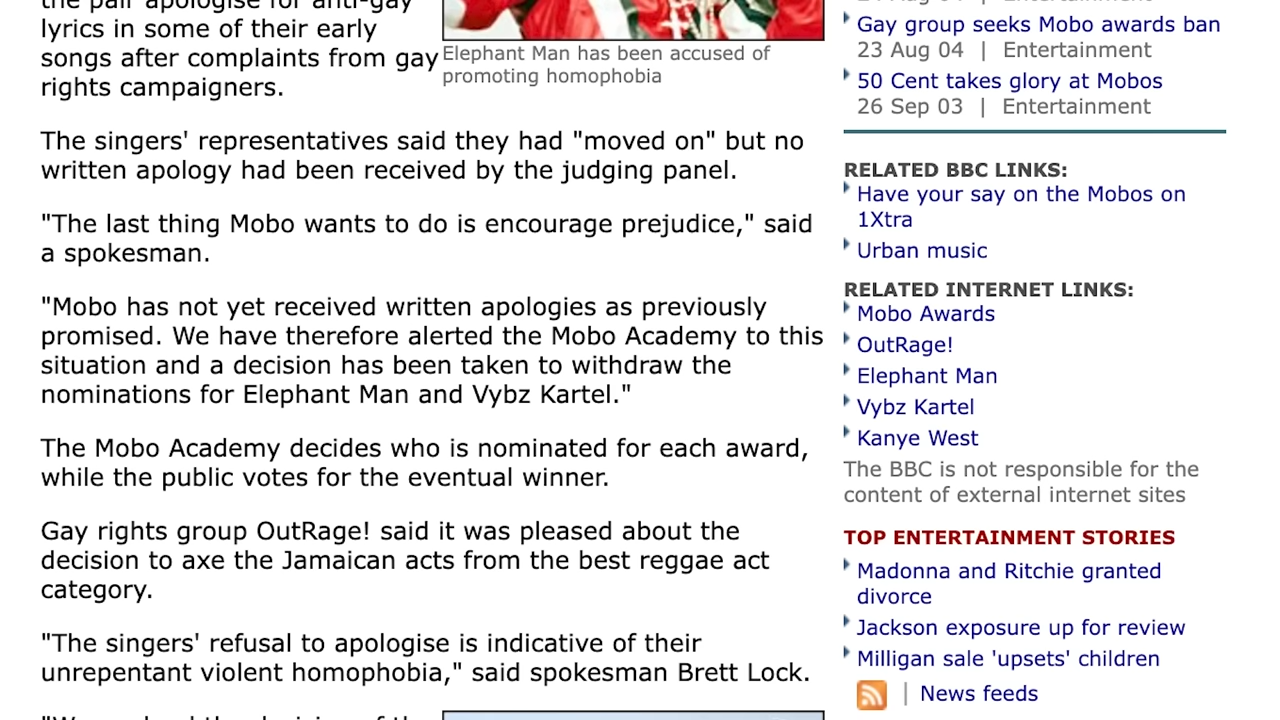 the pair apologise for anti-gay
lyrics in some of their early
songs after complaints from gay
rights campaigners.
Elephant Man has been accused of
promoting homophobia
The singers' representatives said they had "moved on" but no
written apology had been received by the judging panel.
"The last thing Mobo wants to do is encourage prejudice," said
a spokesman.
"Mobo has not yet received written apologies as previously
promised. We have therefore alerted the Mobo Academy to this
situation and a decision has been taken to withdraw the
nominations for Elephant Man and Vybz Kartel."
The Mobo Academy decides who is nominated for each award,
while the public votes for the eventual winner.
Gay rights group OutRage! said it was pleased about the
decision to axe the Jamaican acts from the best reggae act
category.
"The singers' refusal to apologise is indicative of their
unrepentant violent homophobia," said spokesman Brett Lock.
Gay group seeks Mobo awards ban
23 Aug 04 | Entertainment
50 Cent takes glory at Mobos
26 Sep 03 | Entertainment
RELATED BBC LINKS:
Have your say on the Mobos on
1Xtra
Urban music
RELATED INTERNET LINKS:
Mobo Awards
OutRage!
Elephant Man
Vybz Kartel
Kanye West
The BBC is not responsible for the
content of external internet sites
TOP ENTERTAINMENT STORIES
Madonna and Ritchie granted
divorce
Jackson exposure up for review
Milligan sale 'upsets' children
| News feeds